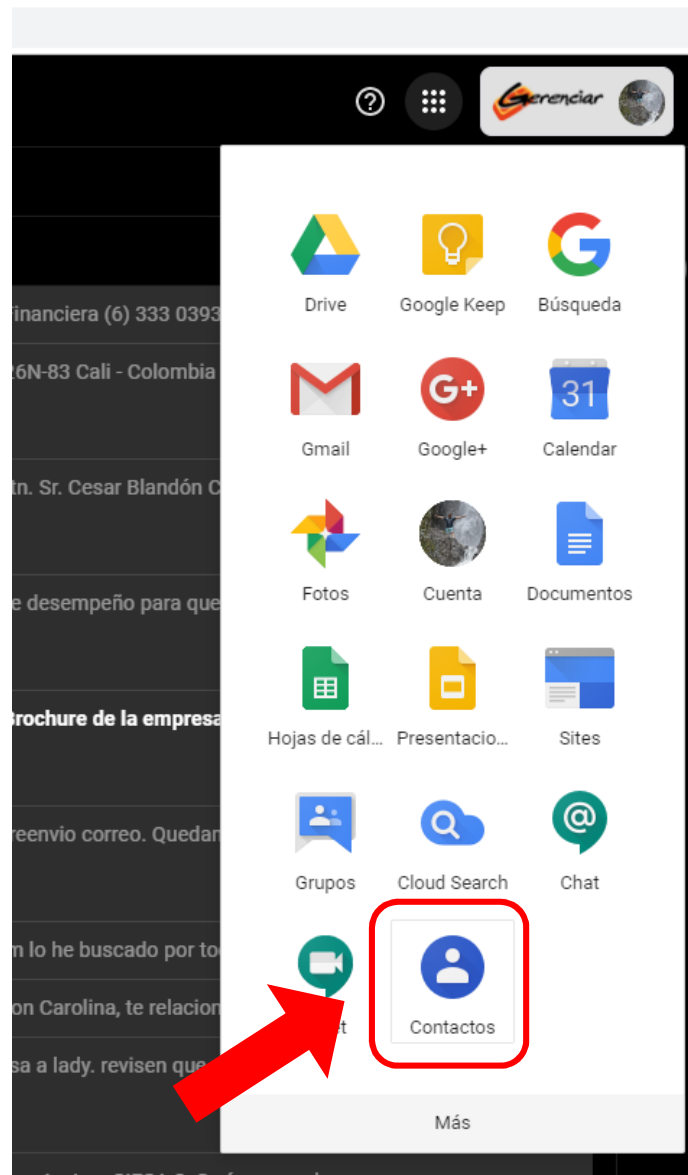 Gerenciar
Drive Google Keep Búsqueda
G+
31
Gmail Google+ Calendar
Fotos Cuenta Documentos
Hojas de cál... Presentacio... Sites
@
Grupos Cloud Search Chat
Contactos
Más
inanciera (6) 333 0393
6N-83 Cali - Colombia
tn. Sr. Cesar Blandón C
e desempeño para que
Brochure de la empresa
reenvio correo. Quedan
n lo he buscado por to
on Carolina, te relacion
sa a lady. revisen que